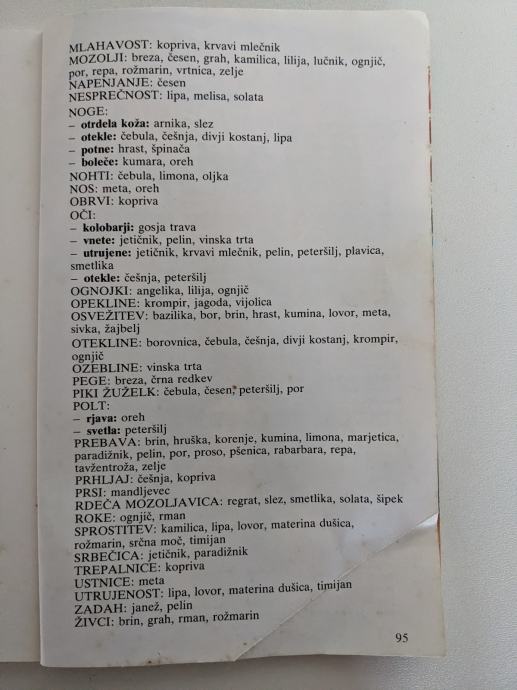 MLAHAVOST: kopriva, krvavi mlečnik
MOZOLJI: breza, česen, grah, kamilica, lilija, lučnik, ognjič,
por, repa, rožmarin, vrtnica, zelje
NAPENJANJE: česen
NESPREČNOST: lipa, melisa, solata
NOGE:
– otrdela koža: arnika, slez
– otekle: čebula, češnja, divji kostanj, lipa
– potne: hrast, špinača
– boleče: kumara, oreh
NOHTI: čebula, limona, oljka
NOS: meta, oreh
OBRVI: kopriva
OČI:
– kolobarji: gosja trava
– vnete: jetičnik, pelin, vinska trta
– utrujene: jetičnik, krvavi mlečnik, pelin, peteršilj, plavica,
smetlika
– otekle: češnja, peteršilj
OGNOJKI: angelika, lilija, ognjič
OPEKLINE: krompir, jagoda, vijolica
OSVEŽITEV: bazilika, bor, brin, hrast, kumina, lovor, meta,
sivka, žajbelj
OTEKLINE: borovnica, čebula, češnja, divji kostanj, krompir,
ognjič
OZEBLINE: vinska trta
PEGE: breza, črna redkev
PIKI ŽUŽELK: čebula, česen, peteršilj, por
POLT:
– rjava: oreh
– svetla: peteršilj
PREBAVA: brin, hruška, korenje, kumina, limona, marjetica,
paradižnik, pelin, por, proso, pšenica, rabarbara, repa,
tavžentroža, zelje
PRHLJAJ: češnja, kopriva
PRSI: mandljevec
RDEČA MOZOLJAVICA: regrat, slez, smetlika, solata, šipek
ROKE: ognjič, rman
SPROSTITEV: kamilica, lipa, lovor, materina dušica,
rožmarin, srčna moč, timijan
SRBEČICA: jetičnik, paradižnik
TREPALNICE: kopriva
USTNICE: meta
UTRUJENOST: lipa, lovor, materina dušica, timijan
ZADAH: janež, pelin
ŽIVCI: brin, grah, rman, rožmarin
95